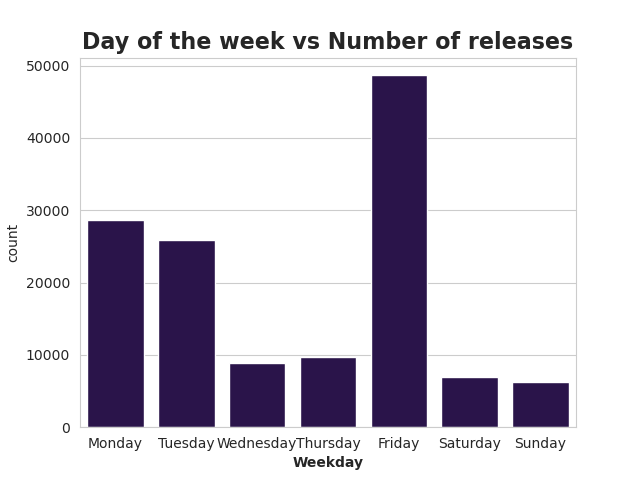 Day of the week vs Number of releases
50000
40000
30000
20000
10000
0
count
Monday Tuesday Wednesday Thursday Friday Saturday Sunday
Weekday